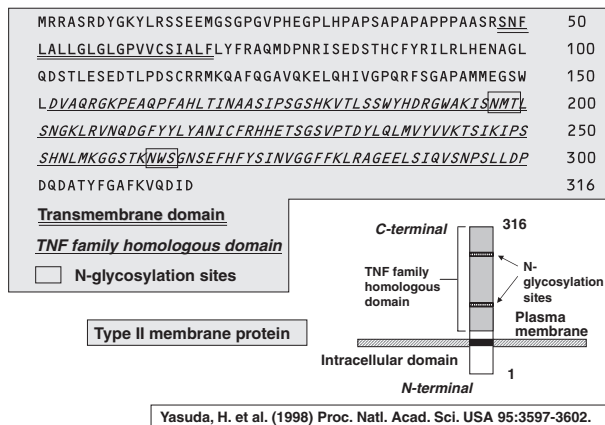 MRRASRDYGKYLRSSEEMGSGPGVPHEGPLHPAPSAPAPAPPPAASRSNF 50
LALLGLGLGPVVCSIALFLYFRAQMDPNRISEDSTHCFYRILRLHENAGL 100
QDSTLESEDTLPDSCRRMKQAFQGAVQKELQHIVGPQRFSGAPAMMEGSW 150
LDVAQRGKPEAQPFAHLTINAASIPSGSHKVTLSSWYHDRGWAKISNMTL 200
SNGKLRVNQDGFYYLYANICFRHHETSGSVPTDYLQLMVYVVKTSIKIPS 250
SHNLMKGGSTKNWSGNSEFHFYSINVGGFFKLRAGEELSIQVSNPSLLDP 300
DQDATYFGAFKVQDID 316
Transmembrane domain
TNF family homologous domain
N-glycosylation sites
C-terminal 316
TNF family
homologous
domain
N-
glycosylation
sites
Plasma
membrane
Type II membrane protein
Intracellular domain
1
N-terminal
Yasuda, H. et al. (1998) Proc. Natl. Acad. Sci. USA 95:3597-3602.